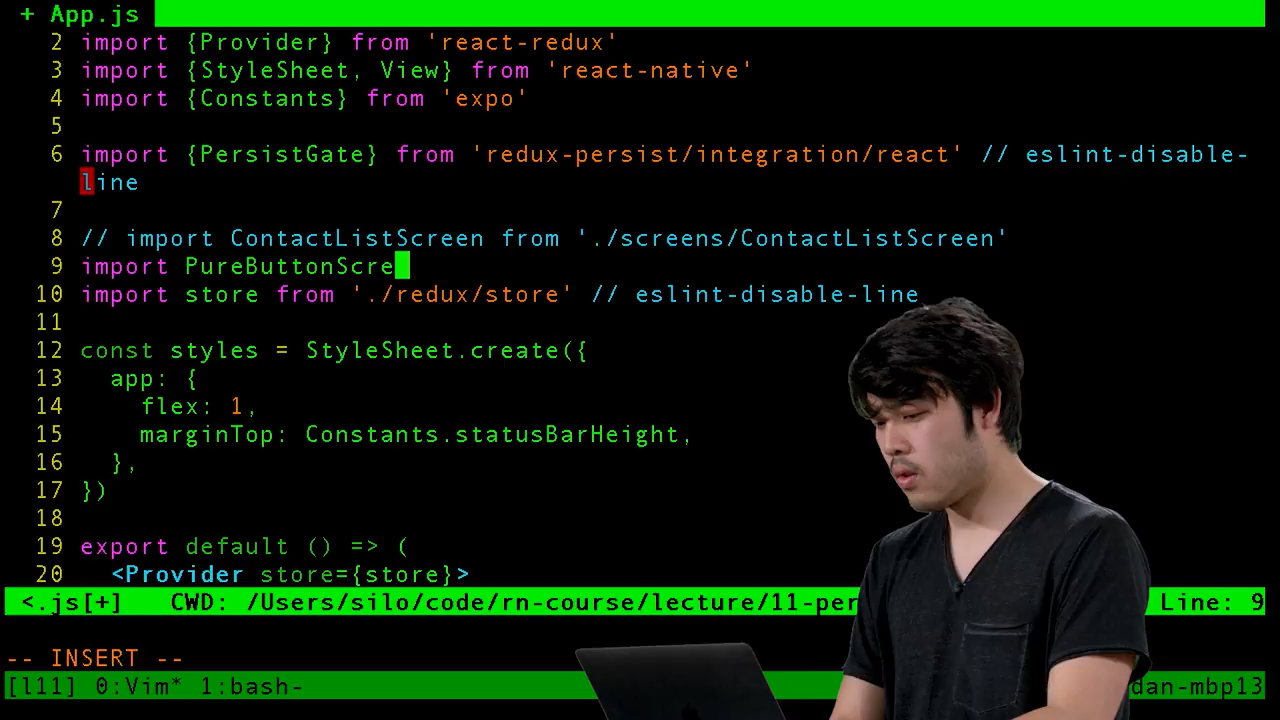 + App.js
2 import {Provider} from 'react-redux'
3 import {StyleSheet, View} from 'react-native'
4 import {Constants} from 'expo'
5
6 import {PersistGate} from 'redux-persist/integration/react' // eslint-disable-
line
7
8 // import ContactListScreen from './screens/ContactListScreen'
9 import PureButtonScre
10 import store from './redux/store' // eslint-disable-line
11
12 const styles = StyleSheet.create({
13 app: {
14 flex: 1,
15 marginTop: Constants.statusBarHeight,
16 },
17 })
18
19 export default () => (
20 <Provider store={store}>
<.js[+] CWD: /Users/silo/code/rn-course/lecture/11-per Line: 9
-- INSERT --
[l11] 0:Vim* 1:bash- dan-mbp13